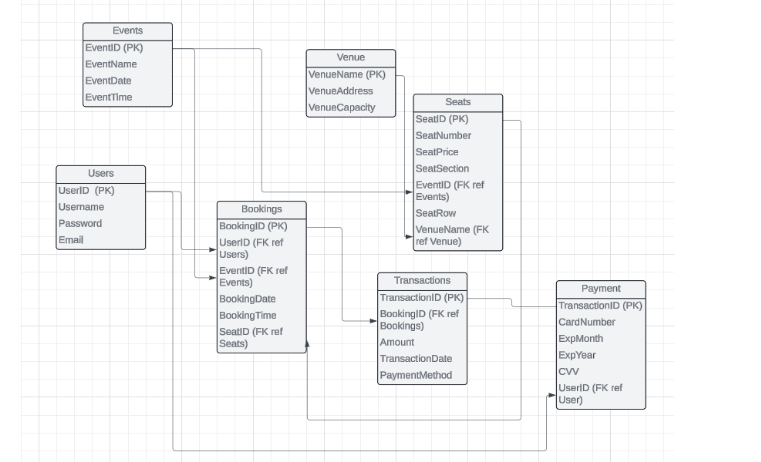 Events
EventID (PK)
EventName
EventDate
EventTime
Venue
VenueName (PK)
VenueAddress
VenueCapacity
Seats
SeatID (PK)
SeatNumber
SeatPrice
SeatSection
EventID (FK ref
Events)
SeatRow
VenueName (FK
ref Venue)
Users
UserID (PK)
Username
Password
Email
Bookings
BookingID (PK)
UserID (FK ref
Users)
EventID (FK ref
Events)
BookingDate
BookingTime
SeatID (FK ref
Seats)
Transactions
TransactionID (PK)
BookingID (FK ref
Bookings)
Amount
TransactionDate
PaymentMethod
Payment
TransactionID (PK)
CardNumber
ExpMonth
ExpYear
CVV
UserID (FK ref
User)